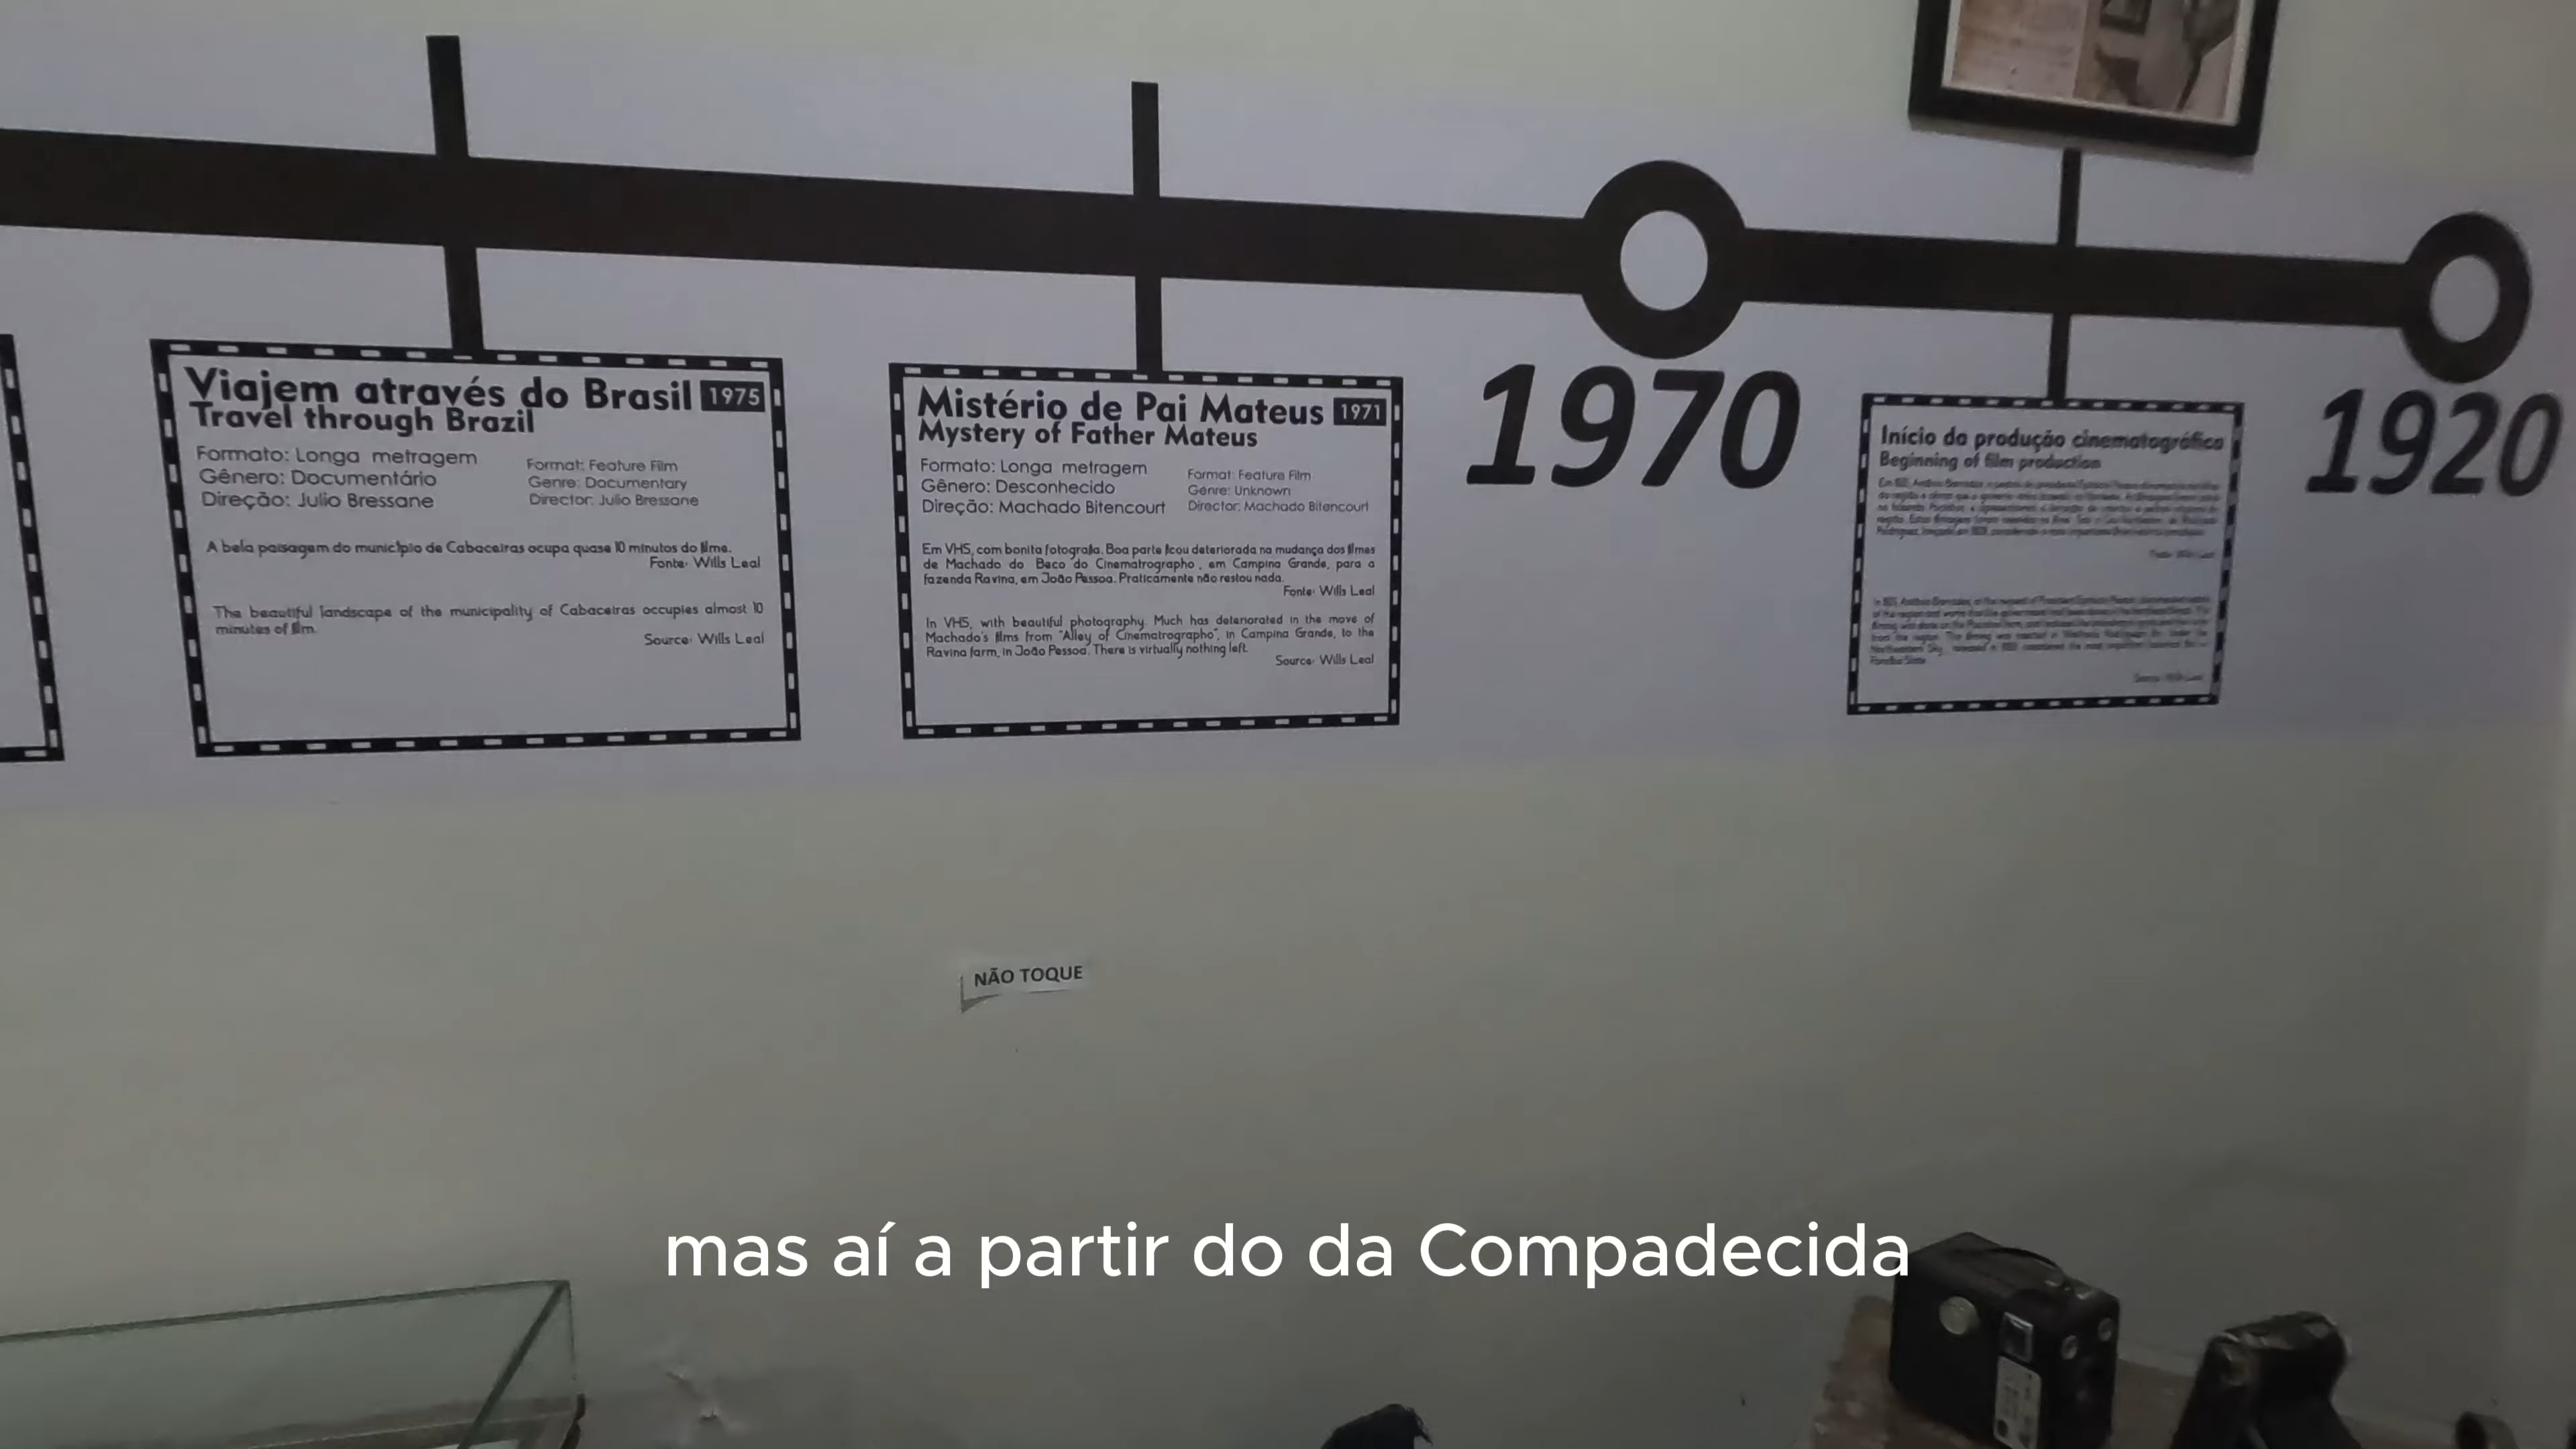 Viajem através do Brasil 1975
Travel through Brazil
Formato: Longa metragem
Gênero: Documentário
Direção: Julio Bressane
Format: Feature Film
Genre: Documentary
Director: Julio Bressane
A bela paisagem do município de Cabaceiras ocupa quase 10 minutos do filme.
Fonte: Wills Leal
The beautiful landscape of the municipality of Cabaceiras occupies almost 10
minutes of film.
Source: Wills Leal
Mistério de Pai Mateus 1971
Mystery of Father Mateus
Formato: Longa metragem
Gênero: Desconhecido
Direção: Machado Bitencourt
Format: Feature Film
Genre: Unknown
Director: Machado Bitencourt
Em VHS, com bonita fotografia. Boa parte ficou deteriorada na mudança dos filmes
de Machado do Beco do Cinematrographo, em Campina Grande, para a
fazenda Ravina, em João Pessoa. Praticamente não restou nada.
Fonte: Wills Leal
In VHS, with beautiful photography. Much has deteriorated in the move of
Machado's films from "Alley of Cinematrographo", in Campina Grande, to the
Ravina farm, in João Pessoa. There is virtually nothing left.
Source: Wills Leal
1970
Início da produção cinematográfica
Beginning of film production
1920
NÃO TOQUE
mas aí a partir do da Compadecida